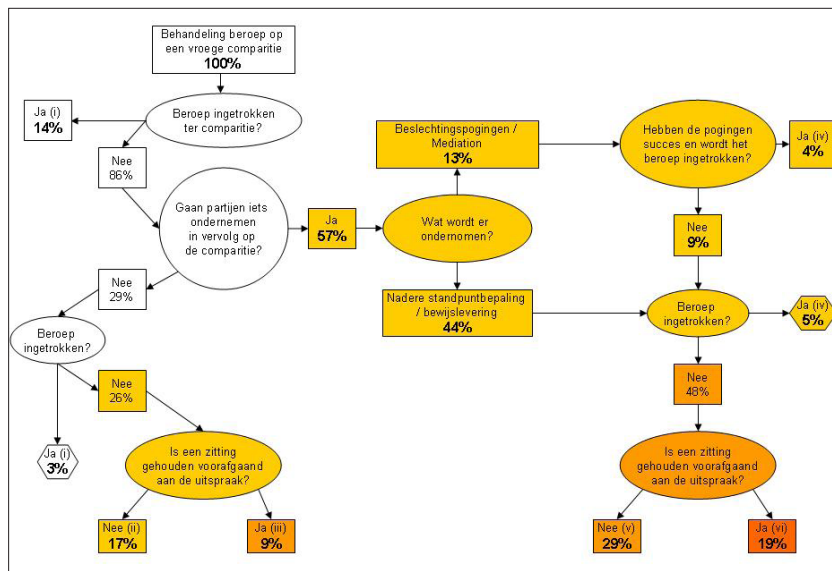 Behandeling beroep op
een vroege comparitie
100%
Ja (i)
14%
Beroep ingetrokken
ter comparitie?
Nee
86%
Gaan partijen iets
ondernemen
in vervolg op
de comparitie?
Ja
57%
Wat wordt er
ondernomen?
Beslechtingspogingen /
Mediation
13%
Hebben de pogingen
succes en wordt het
beroep ingetrokken?
Ja (iv)
4%
Nee
9%
Nadere standpuntbepaling
/ bewijslevering
44%
Beroep
ingetrokken?
Ja (iv)
5%
Nee
29%
Beroep
ingetrokken?
Nee
26%
Ja (i)
3%
Is een zitting
gehouden voorafgaand
aan de uitspraak?
Nee (ii)
17%
Ja (iii)
9%
Nee
48%
Is een zitting
gehouden voorafgaand
aan de uitspraak?
Nee (v)
29%
Ja (vi)
19%